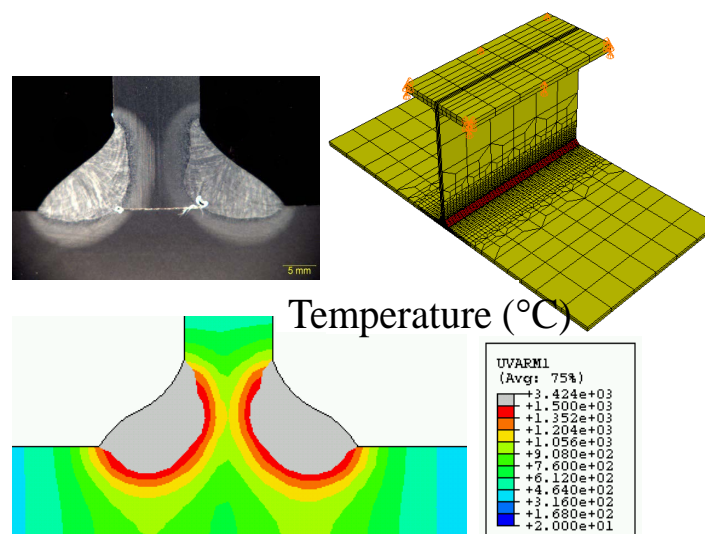 5 mm
Temperature (°C)
UVARM1
(Avg: 75%)
+3.424e+03
+1.500e+03
+1.352e+03
+1.204e+03
+1.056e+03
+9.080e+02
+7.600e+02
+6.120e+02
+4.640e+02
+3.160e+02
+1.680e+02
+2.000e+01